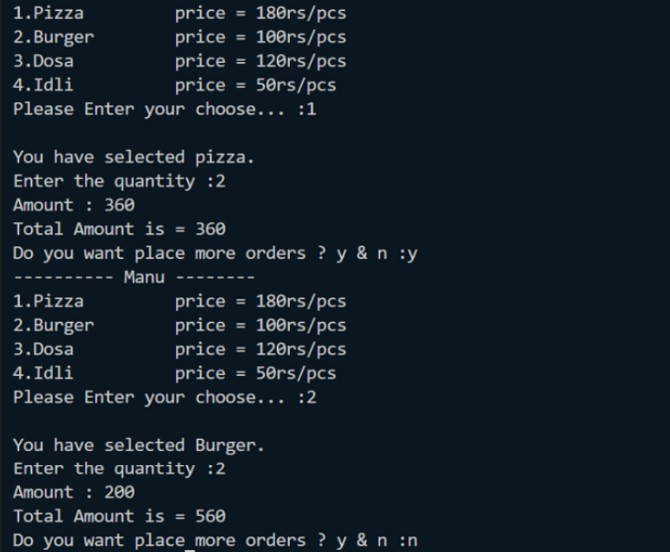 1.Pizza price = 180rs/pcs
2.Burger price = 100rs/pcs
3.Dosa price = 120rs/pcs
4.Idli price = 50rs/pcs
Please Enter your choose... :1
You have selected pizza.
Enter the quantity :2
Amount : 360
Total Amount is = 360
Do you want place more orders ? y & n :y
---------- Manu --------
1.Pizza price = 180rs/pcs
2.Burger price = 100rs/pcs
3.Dosa price = 120rs/pcs
4.Idli price = 50rs/pcs
Please Enter your choose... :2
You have selected Burger.
Enter the quantity :2
Amount : 200
Total Amount is = 560
Do you want place more orders ? y & n :n